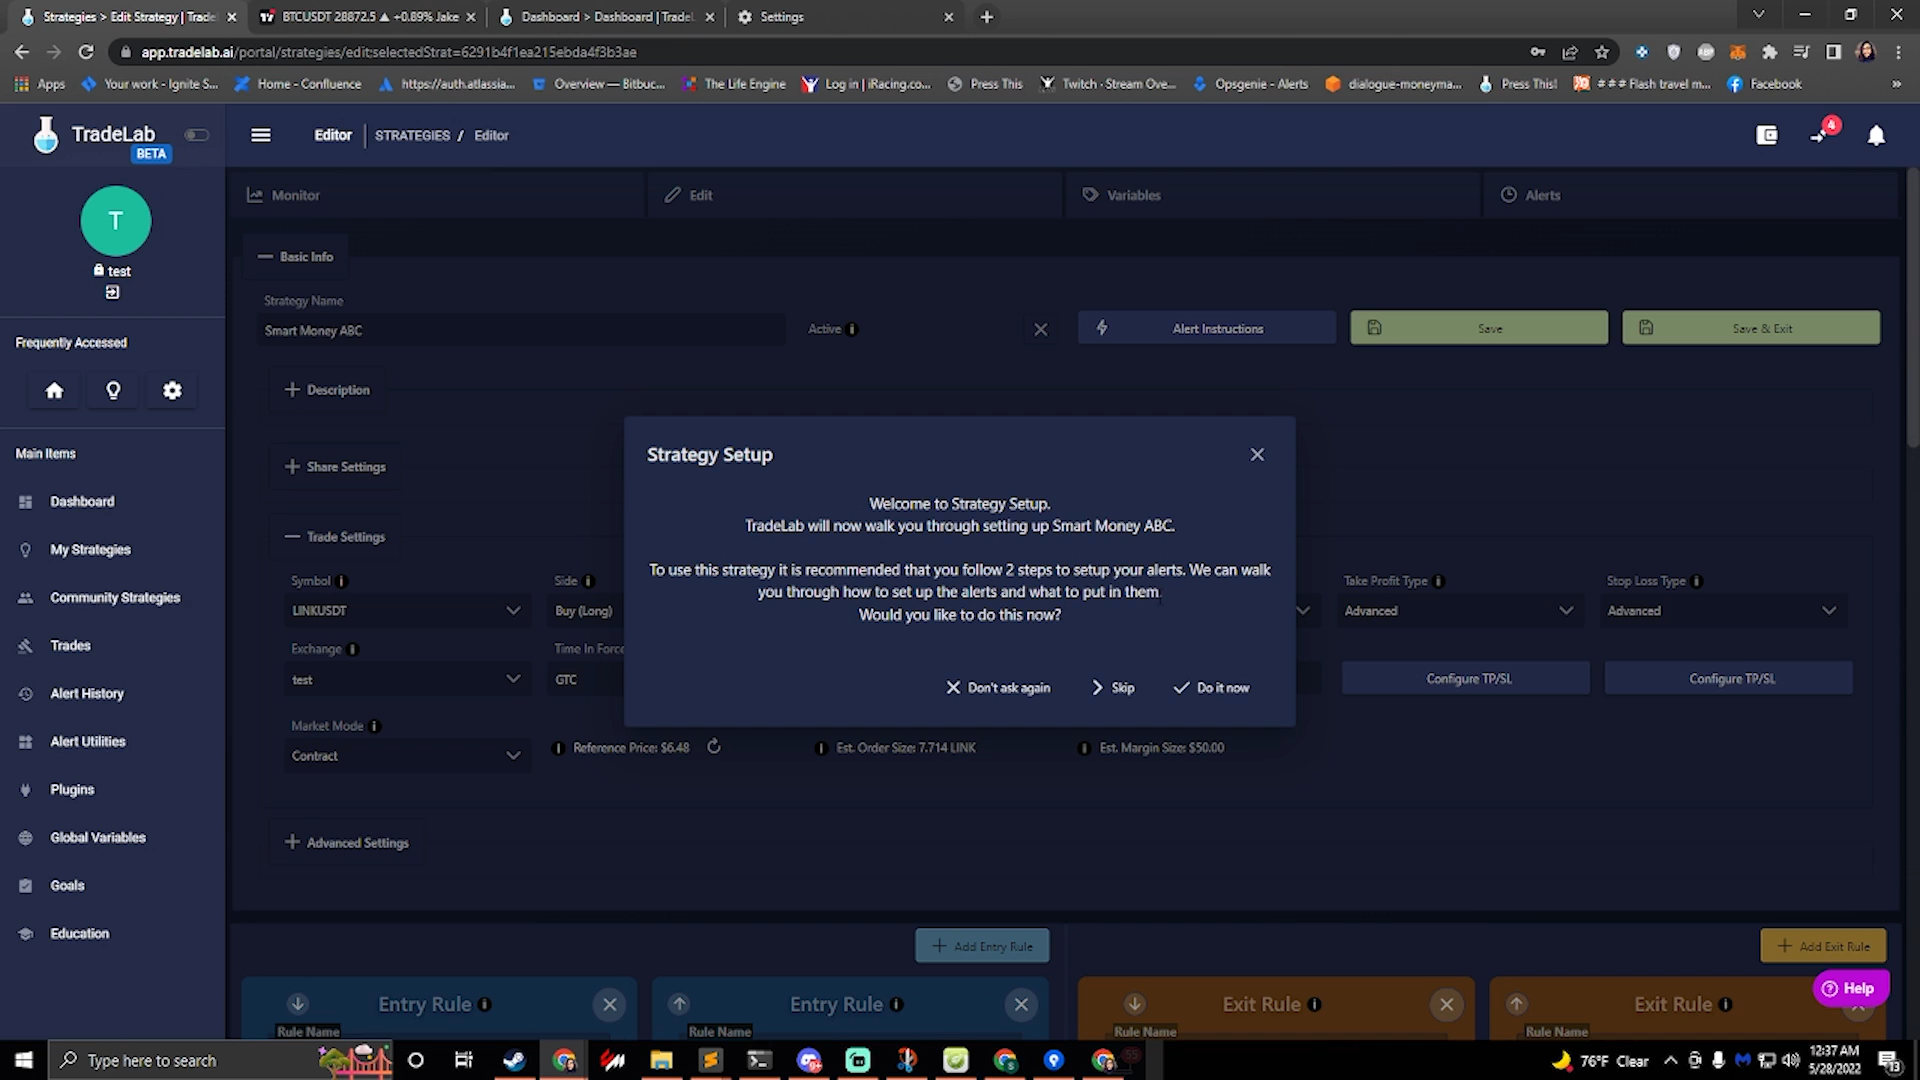 Strategies > Edit Strategy | Trade
BTCUSDT 28872.5 ▲ +0.89% Jake
Dashboard > Dashboard | TradeL
Settings
app.tradelab.ai/portal/strategies/edit;selectedStrat=6291b4f1ea215ebda4f3b3ae
Apps
Your work - Ignite S...
Home - Confluence
https://auth.atlassia...
Overview — Bitbuc...
The Life Engine
Log in | iRacing.co...
Press This
Twitch - Stream Ove...
Opsgenie - Alerts
dialogue-moneyma...
Press This!
### Flash travel m...
Facebook
TradeLab
BETA
Editor
STRATEGIES / Editor
4
T
test
Frequently Accessed
Main Items
Dashboard
My Strategies
Community Strategies
Trades
Alert History
Alert Utilities
Plugins
Global Variables
Goals
Education
Monitor
Edit
Variables
Alerts
Basic Info
Strategy Name
Smart Money ABC
Active
Alert Instructions
Save
Save & Exit
Description
Share Settings
Trade Settings
Symbol
LINKUSDT
Side
Buy (Long)
Take Profit Type
Advanced
Stop Loss Type
Advanced
Exchange
test
Time In Force
GTC
Configure TP/SL
Configure TP/SL
Market Mode
Contract
Reference Price: $6.48
Est. Order Size: 7.714 LINK
Est. Margin Size: $50.00
Advanced Settings
Strategy Setup
Welcome to Strategy Setup.
TradeLab will now walk you through setting up Smart Money ABC.
To use this strategy it is recommended that you follow 2 steps to setup your alerts. We can walk
you through how to set up the alerts and what to put in them.
Would you like to do this now?
Don't ask again
Skip
Do it now
Add Entry Rule
Add Exit Rule
Entry Rule
Rule Name
Entry Rule
Rule Name
Exit Rule
Rule Name
Exit Rule
Rule Name
Help
Type here to search
76°F Clear
12:37 AM
5/28/2022
13